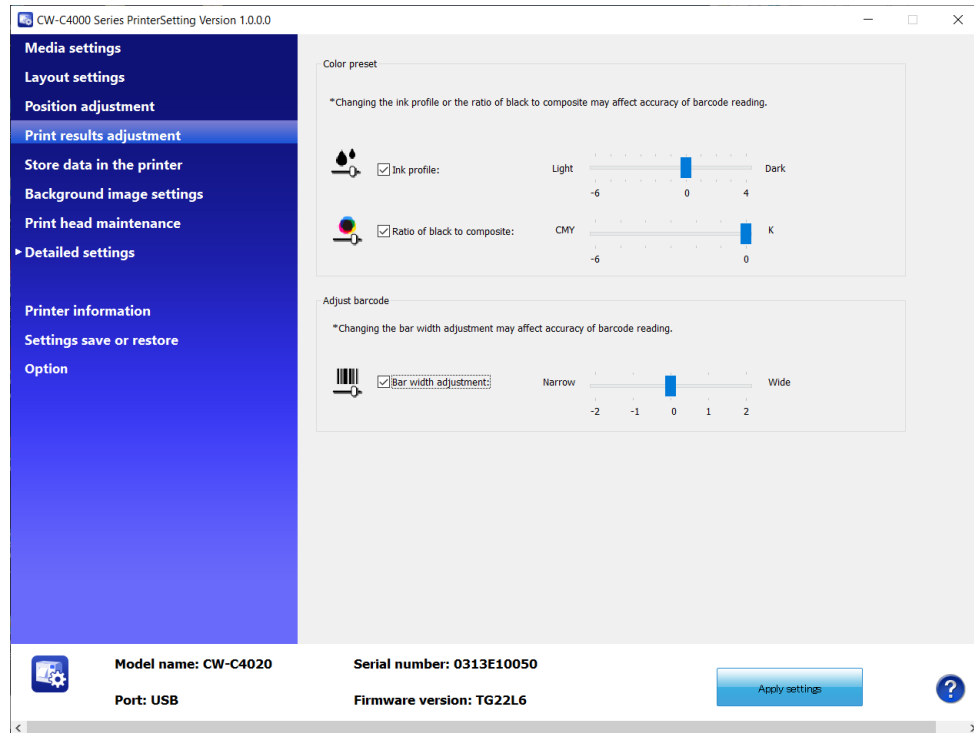 CW-C4000 Series PrinterSetting Version 1.0.0.0
Media settings
Layout settings
Position adjustment
Print results adjustment
Store data in the printer
Background image settings
Print head maintenance
Detailed settings
Printer information
Settings save or restore
Option
Color preset
*Changing the ink profile or the ratio of black to composite may affect accuracy of barcode reading.
Ink profile: Light Dark
-6 0 4
Ratio of black to composite: CMY K
-6 0
Adjust barcode
*Changing the bar width adjustment may affect accuracy of barcode reading.
Bar width adjustment: Narrow Wide
-2 -1 0 1 2
Model name: CW-C4020 Serial number: 0313E10050
Port: USB Firmware version: TG22L6
Apply settings
?